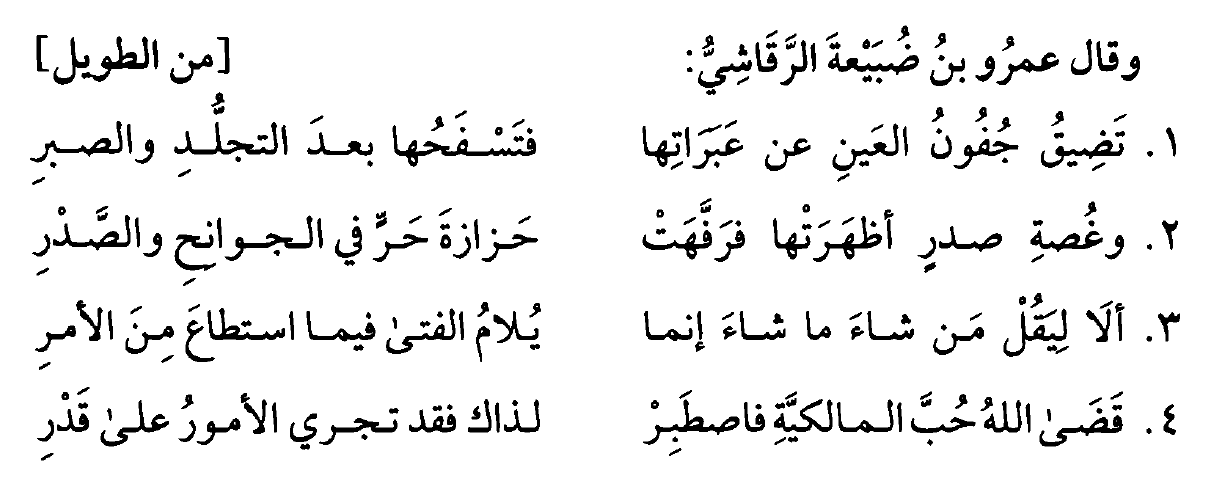 وقال عمرُو بنُ ضُبَيْعةَ الرَّقَاشِيُّ: [من الطويل]
١. تَضِيقُ جُفُونُ العَينِ عن عَبَرَاتِها فتَسْفَحُها بعدَ التجلُّدِ والصبرِ
٢. وغُصةِ صدرٍ أظهَرَتْها فرَفَّهَتْ حَزازةَ حَرٍّ في الجوانِحِ والصَّدْرِ
٣. ألَا لِيَقُلْ مَن شاءَ ما شاءَ إنما يُلامُ الفتىٰ فيما استطاعَ مِنَ الأمرِ
٤. قَضَىٰ اللهُ حُبَّ المالكيَّةِ فاصطَبِرْ لذاك فقد تجري الأمورُ علىٰ قَدْرِ